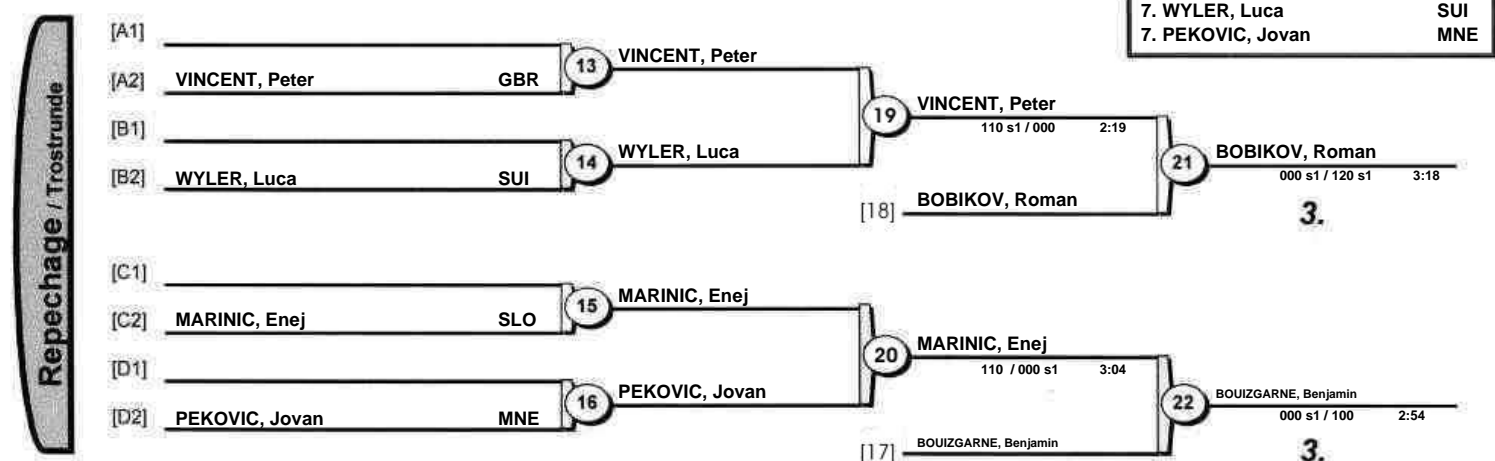 7. WYLER, Luca SUI
7. PEKOVIC, Jovan MNE
Repechage / Trostrunde
[A1]
[A2] VINCENT, Peter GBR
13 VINCENT, Peter
[B1]
[B2] WYLER, Luca SUI
14 WYLER, Luca
19 VINCENT, Peter
110 s1 / 000 2:19
[18] BOBIKOV, Roman
21 BOBIKOV, Roman
000 s1 / 120 s1 3:18
3.
[C1]
[C2] MARINIC, Enej SLO
15 MARINIC, Enej
[D1]
[D2] PEKOVIC, Jovan MNE
16 PEKOVIC, Jovan
20 MARINIC, Enej
110 / 000 s1 3:04
[17] BOUIZGARNE, Benjamin
22 BOUIZGARNE, Benjamin
000 s1 / 100 2:54
3.